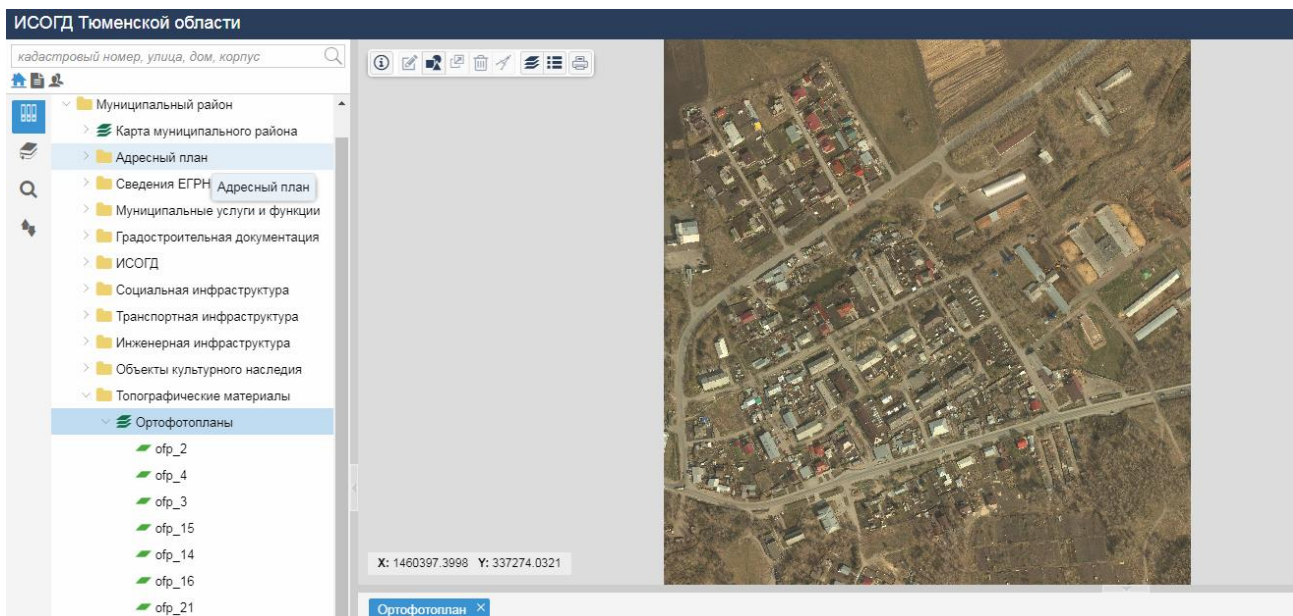 ИСОГД Тюменской области
кадастровый номер, улица, дом, корпус
Муниципальный район
Карта муниципального района
Адресный план
Сведения ЕГРН
Адресный план
Муниципальные услуги и функции
Градостроительная документация
ИСОГД
Социальная инфраструктура
Транспортная инфраструктура
Инженерная инфраструктура
Объекты культурного наследия
Топографические материалы
Ортофотопланы
ofp_2
ofp_4
ofp_3
ofp_15
ofp_14
ofp_16
ofp_21
X: 1460397.3998 Y: 337274.0321
Ортофотоплан